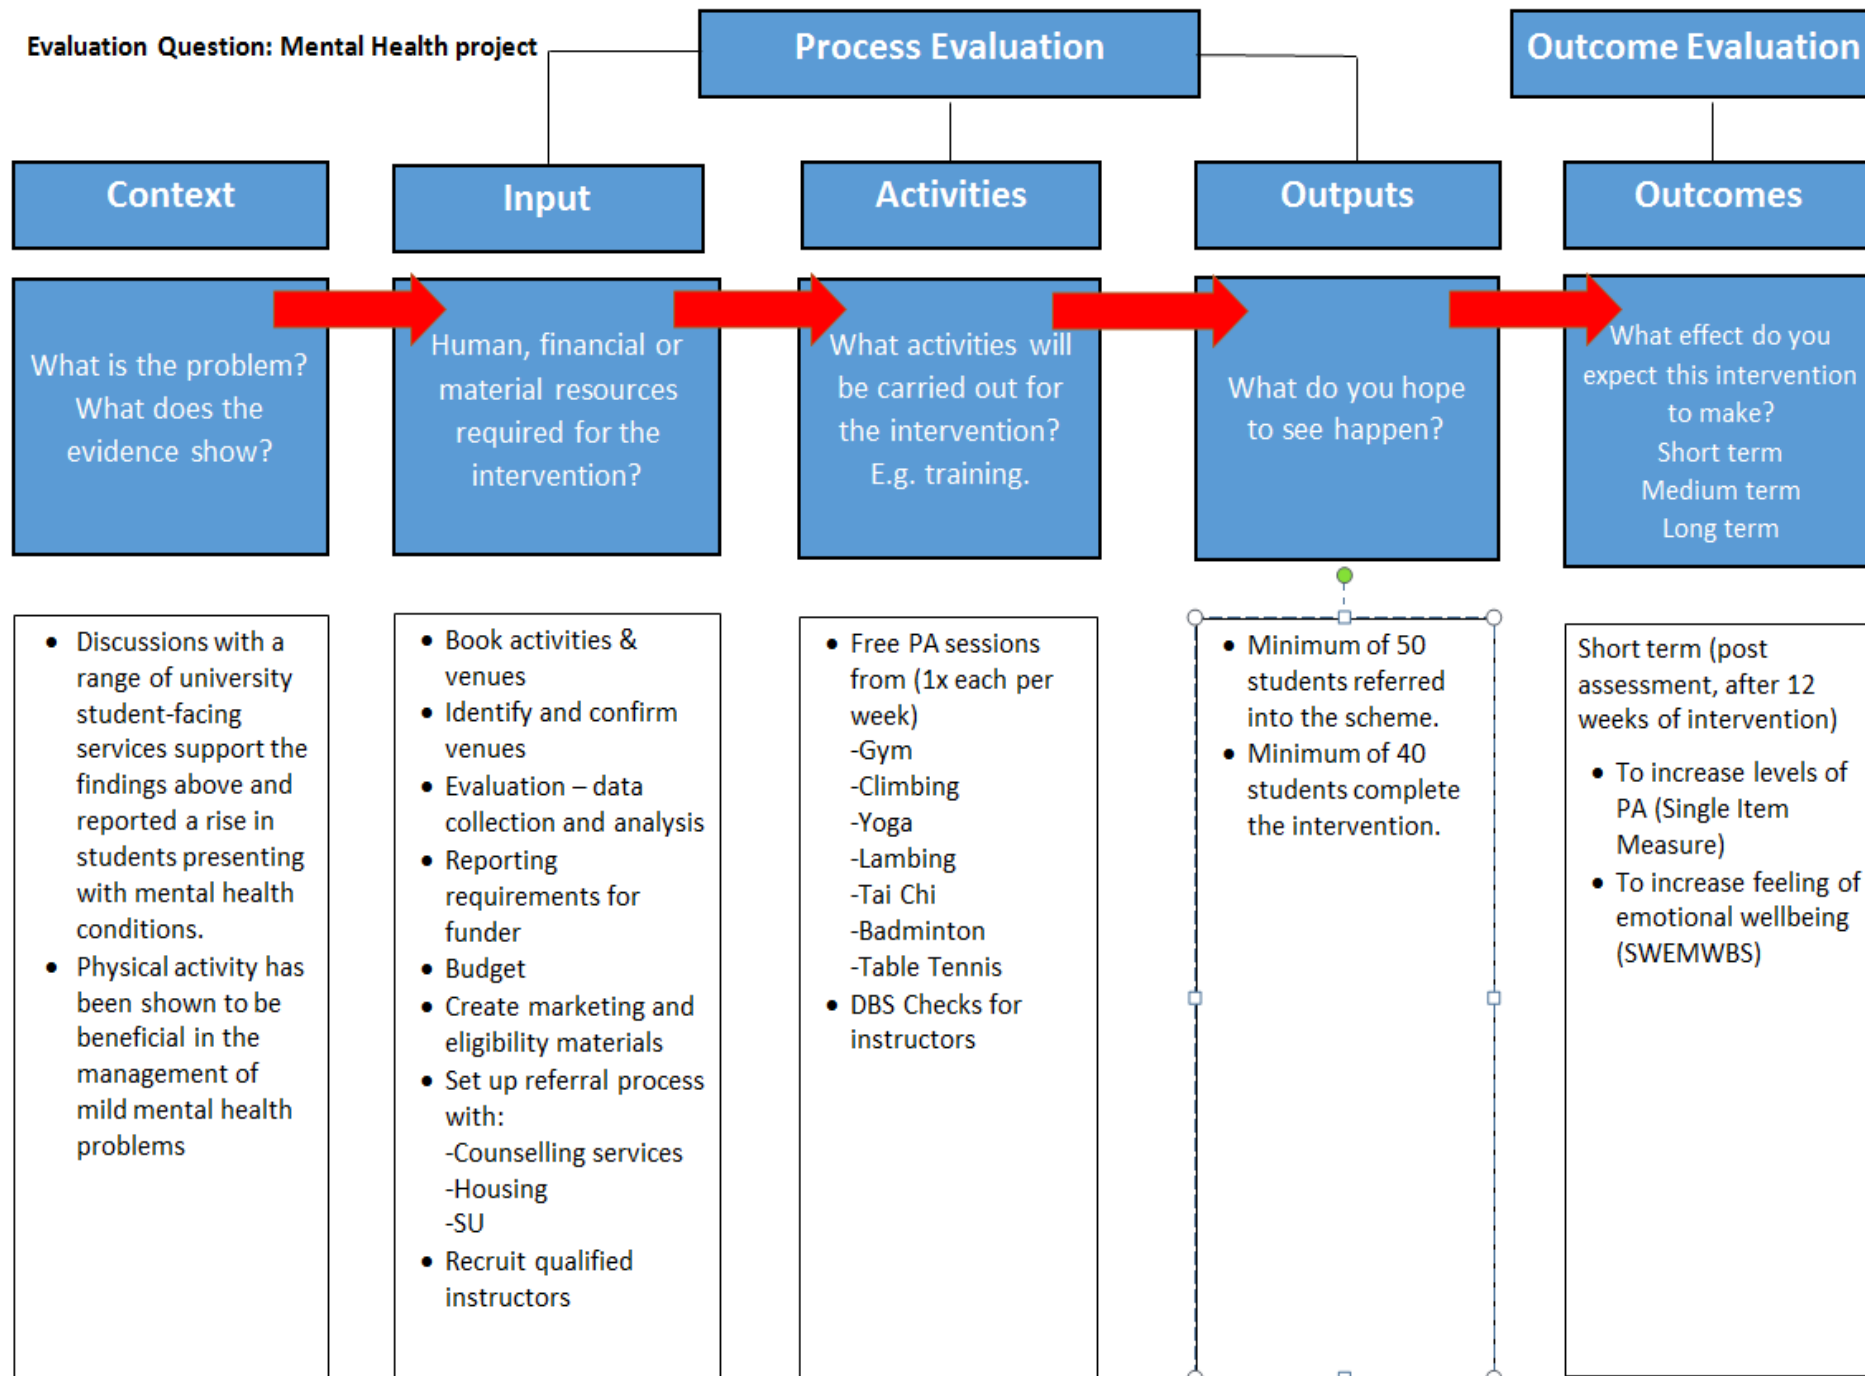 Evaluation Question: Mental Health project
Process Evaluation
Outcome Evaluation
Context
Input
Activities
Outputs
Outcomes
What is the problem?
What does the
evidence show?
Human, financial or
material resources
required for the
intervention?
What activities will
be carried out for
the intervention?
E.g. training.
What do you hope
to see happen?
What effect do you
expect this intervention
to make?
Short term
Medium term
Long term
• Discussions with a
range of university
student-facing
services support the
findings above and
reported a rise in
students presenting
with mental health
conditions.
• Physical activity has
been shown to be
beneficial in the
management of
mild mental health
problems
• Book activities &
venues
• Identify and confirm
venues
• Evaluation – data
collection and analysis
• Reporting
requirements for
funder
• Budget
• Create marketing and
eligibility materials
• Set up referral process
with:
-Counselling services
-Housing
-SU
• Recruit qualified
instructors
• Free PA sessions
from (1x each per
week)
-Gym
-Climbing
-Yoga
-Lambing
-Tai Chi
-Badminton
-Table Tennis
• DBS Checks for
instructors
• Minimum of 50
students referred
into the scheme.
• Minimum of 40
students complete
the intervention.
Short term (post
assessment, after 12
weeks of intervention)
• To increase levels of
PA (Single Item
Measure)
• To increase feeling of
emotional wellbeing
(SWEMWBS)